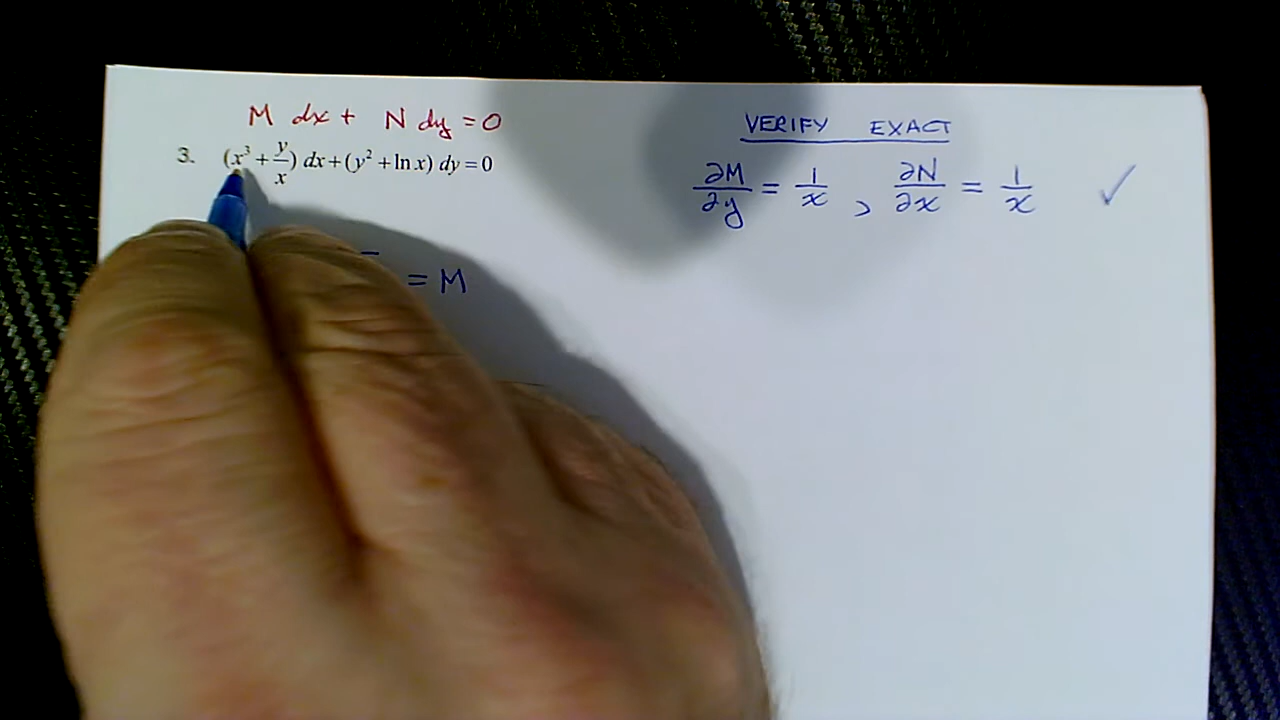 M dx + N dy = 0
3. (x³ + y/x) dx + (y² + ln x) dy = 0
= M
VERIFY EXACT
∂M/∂y = 1/x , ∂N/∂x = 1/x ✓